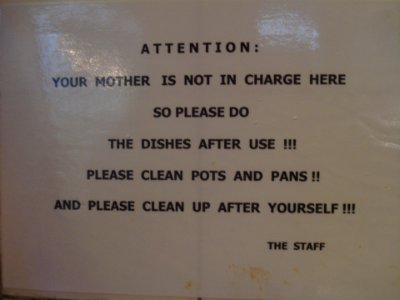 ATTENTION:
YOUR MOTHER IS NOT IN CHARGE HERE
SO PLEASE DO
THE DISHES AFTER USE !!!
PLEASE CLEAN POTS AND PANS !!
AND PLEASE CLEAN UP AFTER YOURSELF !!!
THE STAFF